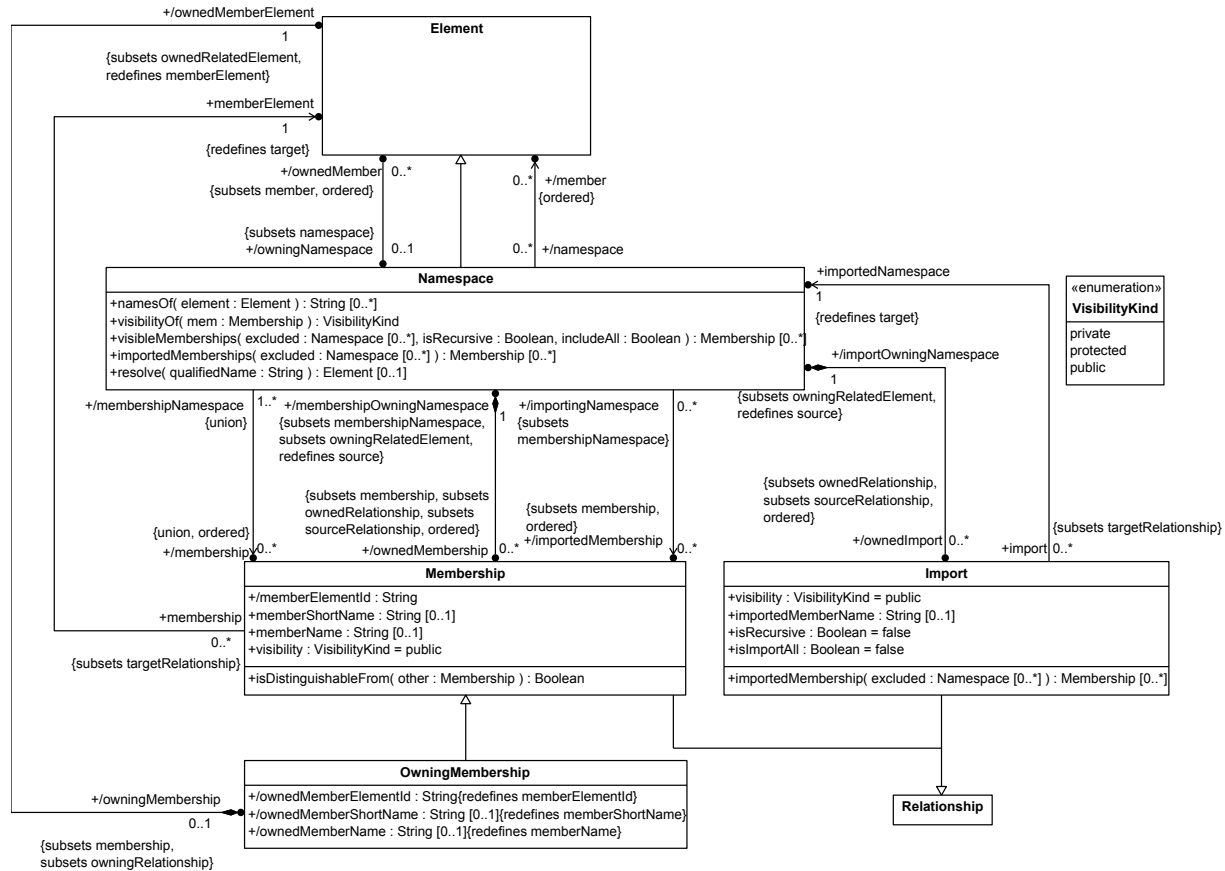 +/ownedMemberElement
1
{subsets ownedRelatedElement,
redefines memberElement}
Element
+memberElement
1
{redefines target}
+/ownedMember
0..*
{subsets member, ordered}
0..*
+/member
{ordered}
{subsets namespace}
+/owningNamespace
0..1
0..*
+/namespace
Namespace
+namesOf( element : Element ) : String [0..*]
+visibilityOf( mem : Membership ) : VisibilityKind
+visibleMemberships( excluded : Namespace [0..*], isRecursive : Boolean, includeAll : Boolean ) : Membership [0..*]
+importedMemberships( excluded : Namespace [0..*] ) : Membership [0..*]
+resolve( qualifiedName : String ) : Element [0..1]
+importedNamespace
1
{redefines target}
«enumeration»
VisibilityKind
private
protected
public
+/importOwningNamespace
1
{subsets owningRelatedElement,
redefines source}
+/membershipNamespace
{union}
1..*
+/membershipOwningNamespace
{subsets membershipNamespace,
subsets owningRelatedElement,
redefines source}
1
+/importingNamespace
{subsets
membershipNamespace}
0..*
{union, ordered}
+/membership
0..*
{subsets membership, subsets
ownedRelationship, subsets
sourceRelationship, ordered}
+/ownedMembership
0..*
{subsets membership,
ordered}
+/importedMembership
0..*
{subsets ownedRelationship,
subsets sourceRelationship,
ordered}
+/ownedImport
0..*
{subsets targetRelationship}
+import
0..*
Membership
+/memberElementId : String
+memberShortName : String [0..1]
+memberName : String [0..1]
+visibility : VisibilityKind = public
+isDistinguishableFrom( other : Membership ) : Boolean
+membership
0..*
{subsets targetRelationship}
Import
+visibility : VisibilityKind = public
+importedMemberName : String [0..1]
+isRecursive : Boolean = false
+isImportAll : Boolean = false
+importedMembership( excluded : Namespace [0..*] ) : Membership [0..*]
OwningMembership
+/ownedMemberElementId : String{redefines memberElementId}
+/ownedMemberShortName : String [0..1]{redefines memberShortName}
+/ownedMemberName : String [0..1]{redefines memberName}
+/owningMembership
0..1
{subsets membership,
subsets owningRelationship}
Relationship